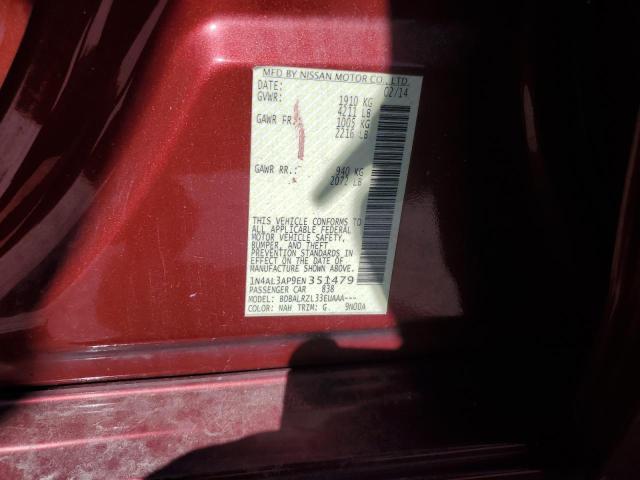 MFD BY NISSAN MOTOR CO., LTD.
DATE: 02/14
GVWR: 1910 KG
4211 LB
GAWR FR: 1005 KG
2216 LB
GAWR RR.: 940 KG
2072 LB
THIS VEHICLE CONFORMS TO
ALL APPLICABLE FEDERAL
MOTOR VEHICLE SAFETY,
BUMPER, AND THEFT
PREVENTION STANDARDS IN
EFFECT ON THE DATE OF
MANUFACTURE SHOWN ABOVE.
1N4AL3AP9EN351479
PASSENGER CAR 838
MODEL: BDBALRZL33EUAAA---
COLOR: NAH TRIM: G 9N00A